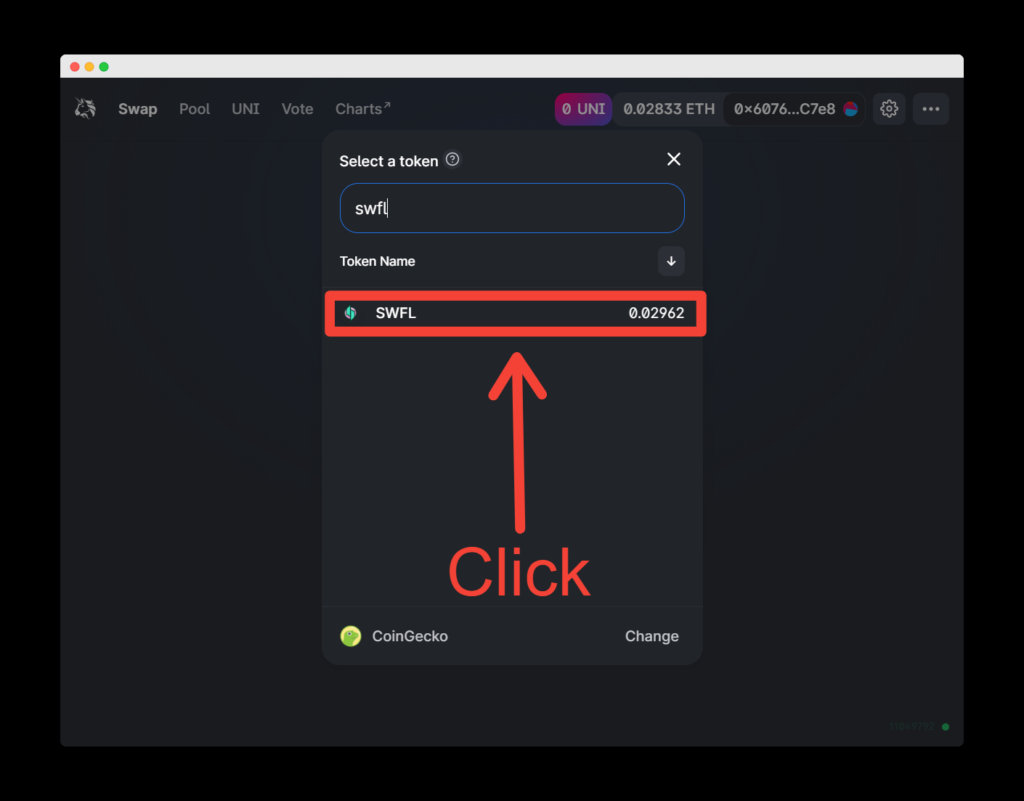 Swap Pool UNI Vote Charts↗ 0 UNI 0.02833 ETH 0x6076...C7e8
Select a token
swfl
Token Name
SWFL 0.02962
Click
CoinGecko Change